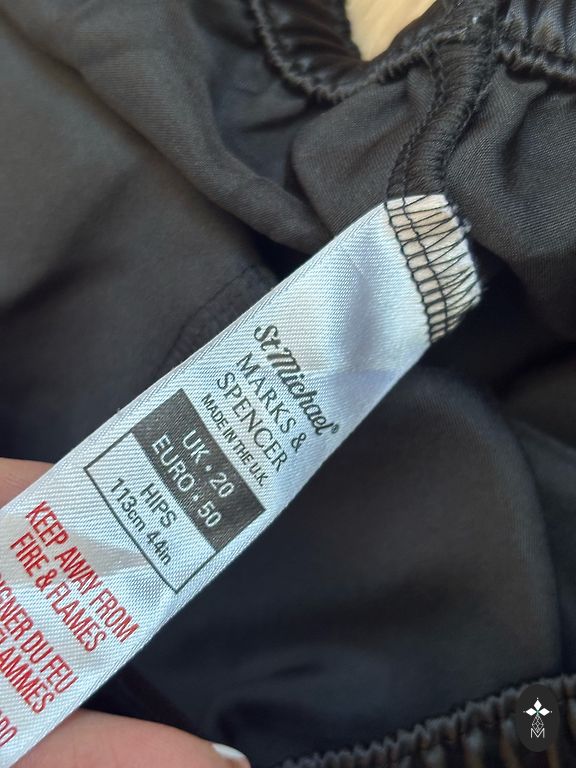 St Michael®
MARKS &
SPENCER
MADE IN THE U.K.
UK • 20
EURO • 50
HIPS
113cm 44in
KEEP AWAY FROM
FIRE & FLAMES
DU FEU